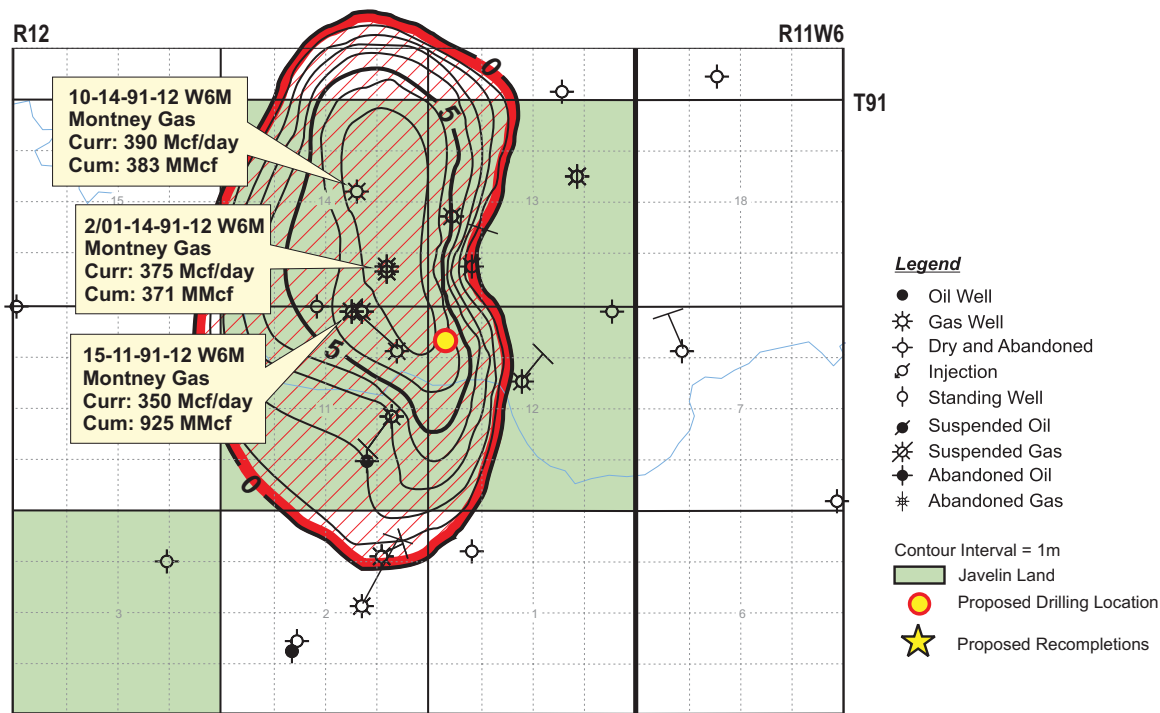 R12
R11W6
T91
0
5
10-14-91-12 W6M
Montney Gas
Curr: 390 Mcf/day
Cum: 383 MMcf
15
14
13
18
2/01-14-91-12 W6M
Montney Gas
Curr: 375 Mcf/day
Cum: 371 MMcf
15-11-91-12 W6M
Montney Gas
Curr: 350 Mcf/day
Cum: 925 MMcf
5
11
12
7
0
3
2
1
6
Legend
Oil Well
Gas Well
Dry and Abandoned
Injection
Standing Well
Suspended Oil
Suspended Gas
Abandoned Oil
Abandoned Gas
Contour Interval = 1m
Javelin Land
Proposed Drilling Location
Proposed Recompletions